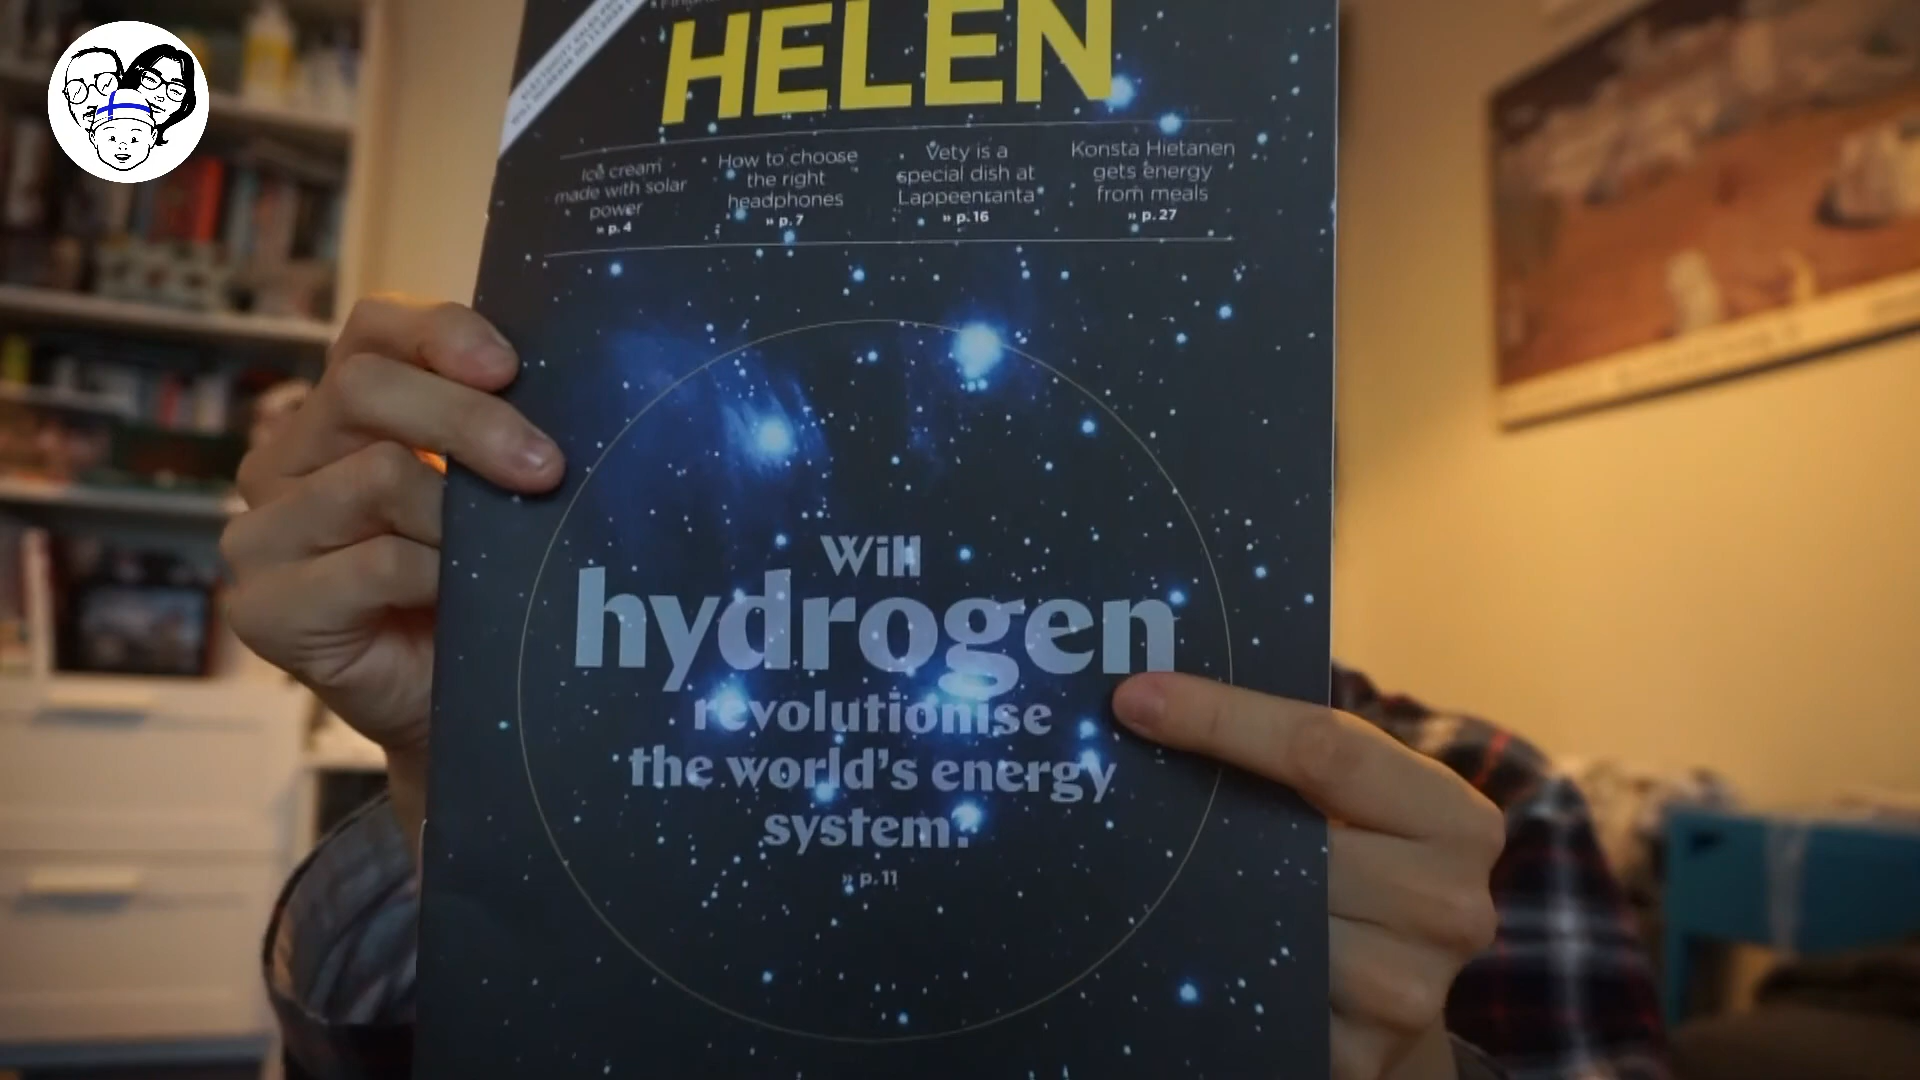 HELEN
Ice cream
made with solar
power
» p. 4
How to choose
the right
headphones
» p. 7
Vety is a
special dish at
Lappeenranta
» p. 16
Konsta Hietanen
gets energy
from meals
» p. 27
Will
hydrogen
revolutionise
the world's energy
system?
» p. 11